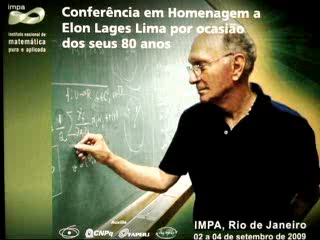 impa
instituto nacional de
matemática
pura e aplicada
Conferência em Homenagem a
Elon Lages Lima por ocasião
dos seus 80 anos
Auxílio
CNPq
FAPERJ
IMPA, Rio de Janeiro
02 a 04 de setembro de 2009